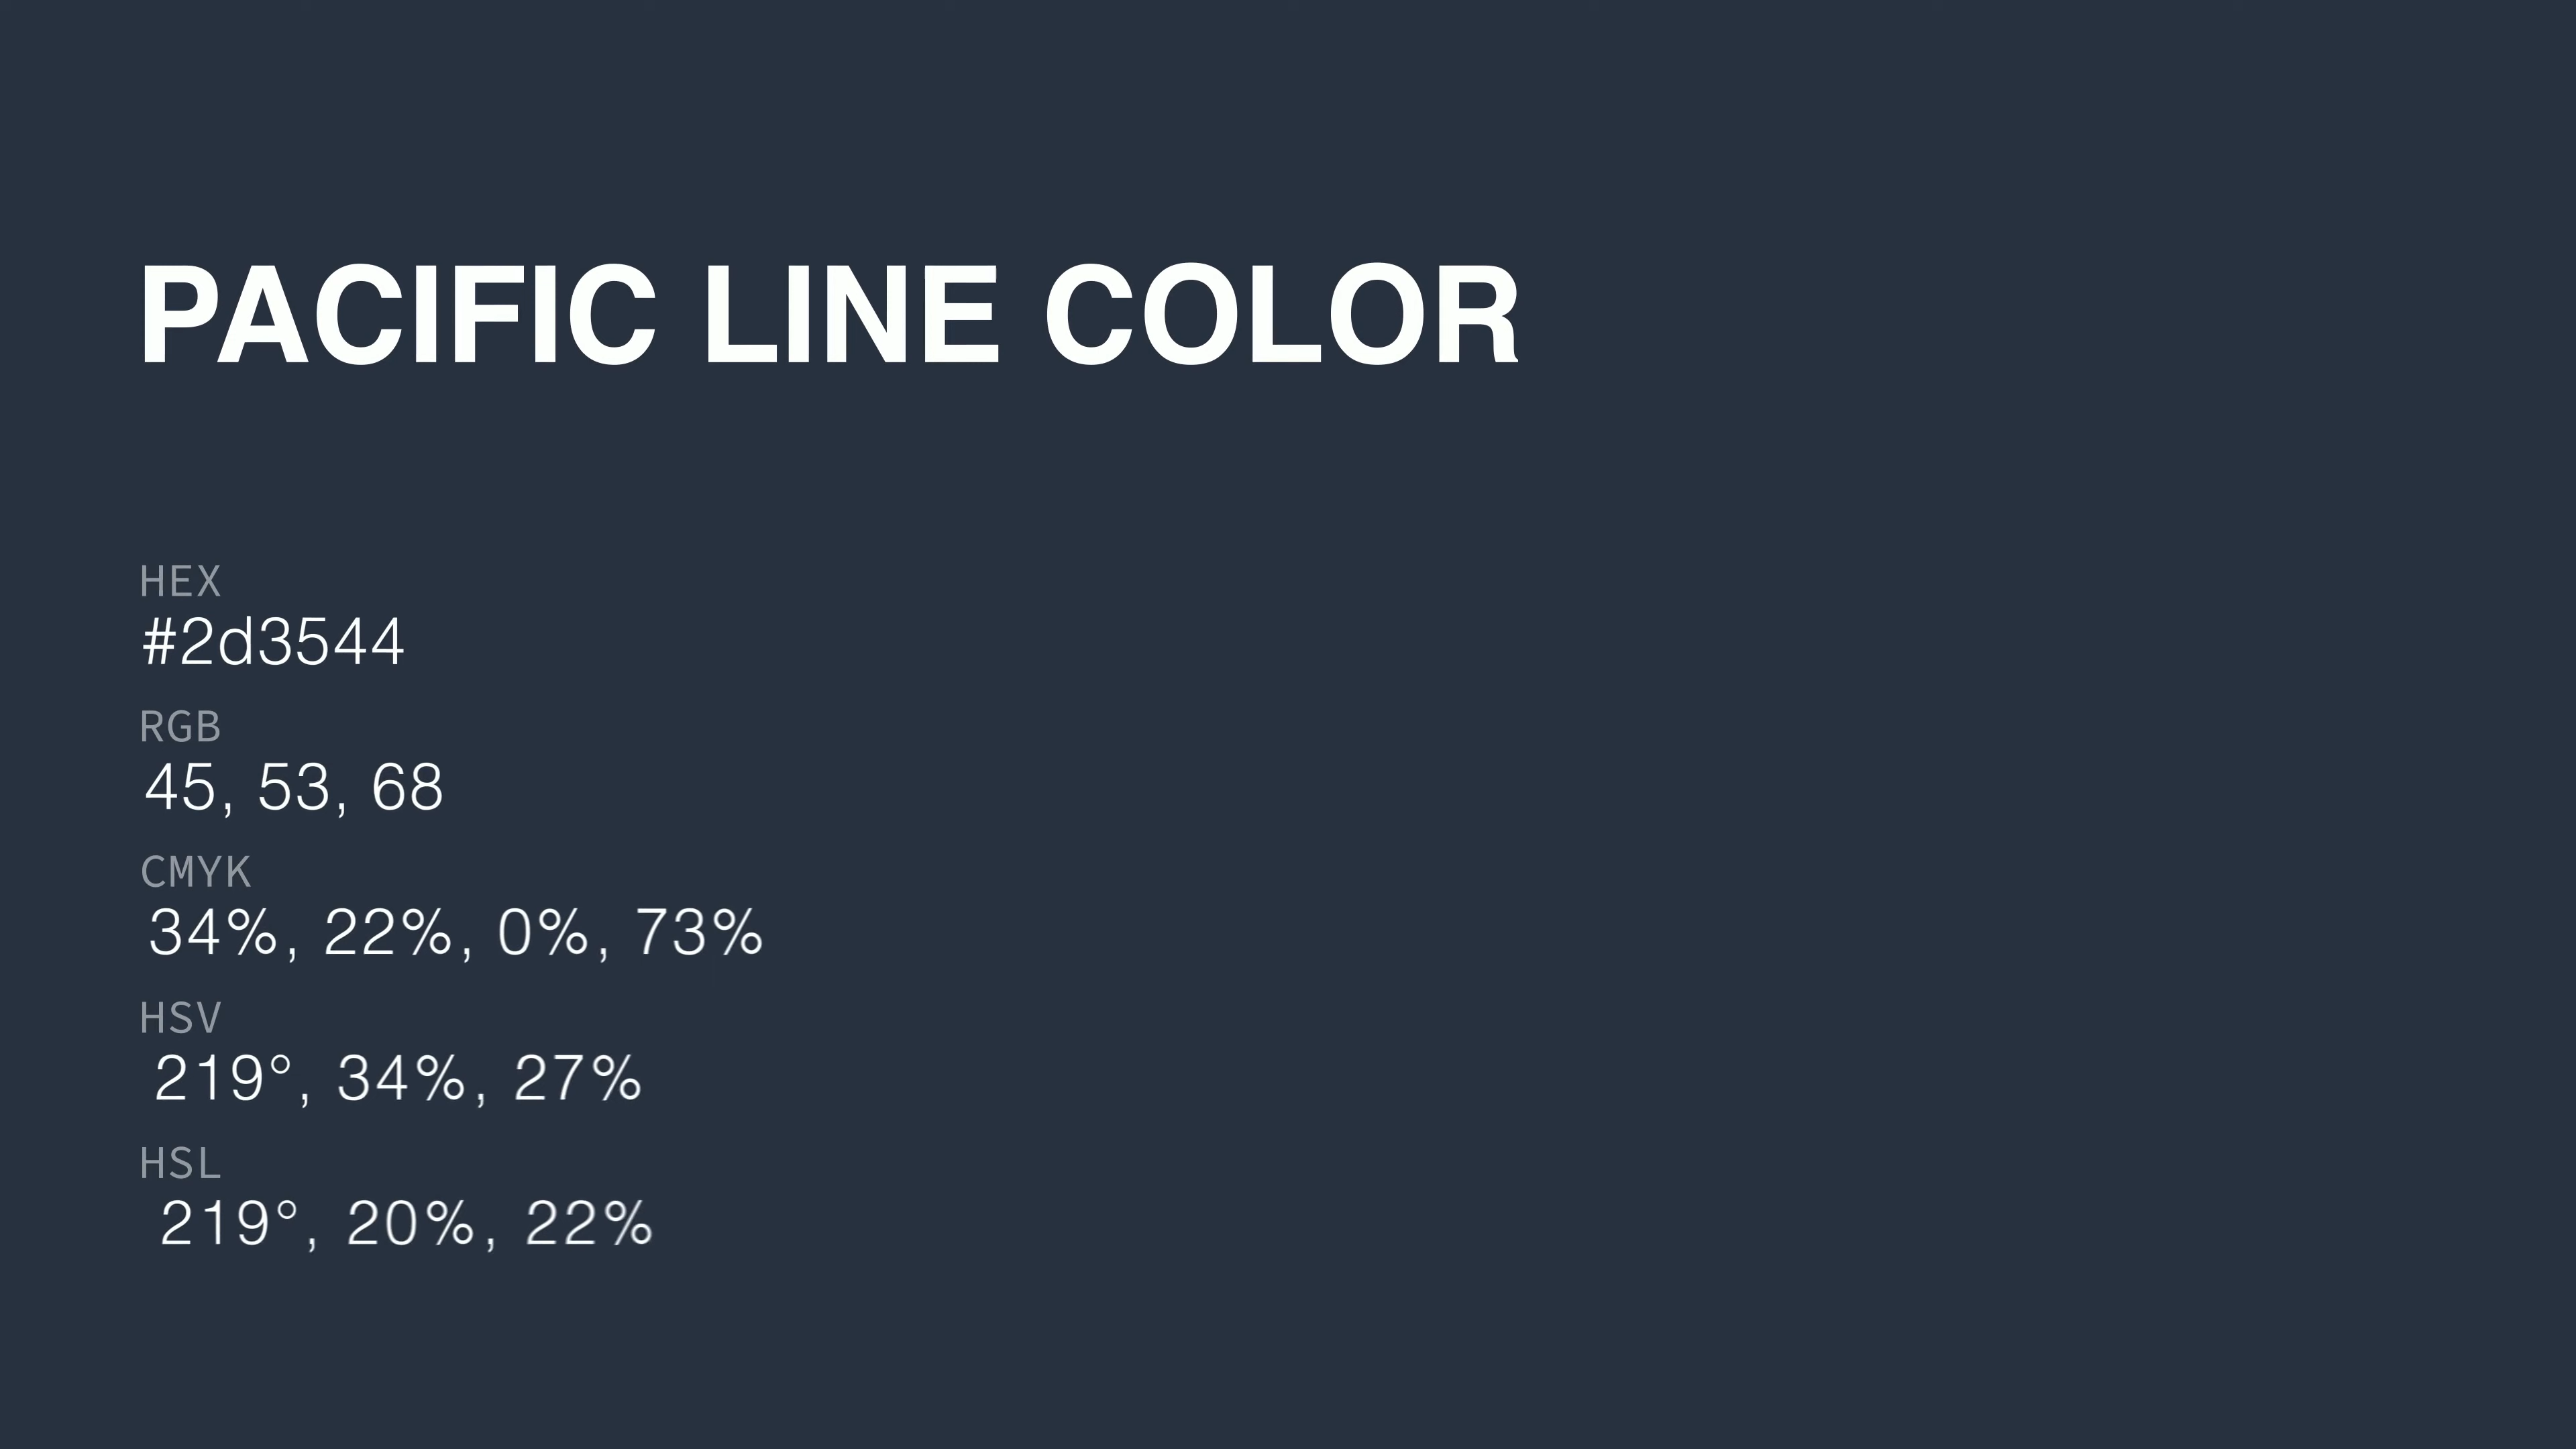 PACIFIC LINE COLOR
HEX
#2d3544
RGB
45, 53, 68
CMYK
34%, 22%, 0%, 73%
HSV
219°, 34%, 27%
HSL
219°, 20%, 22%